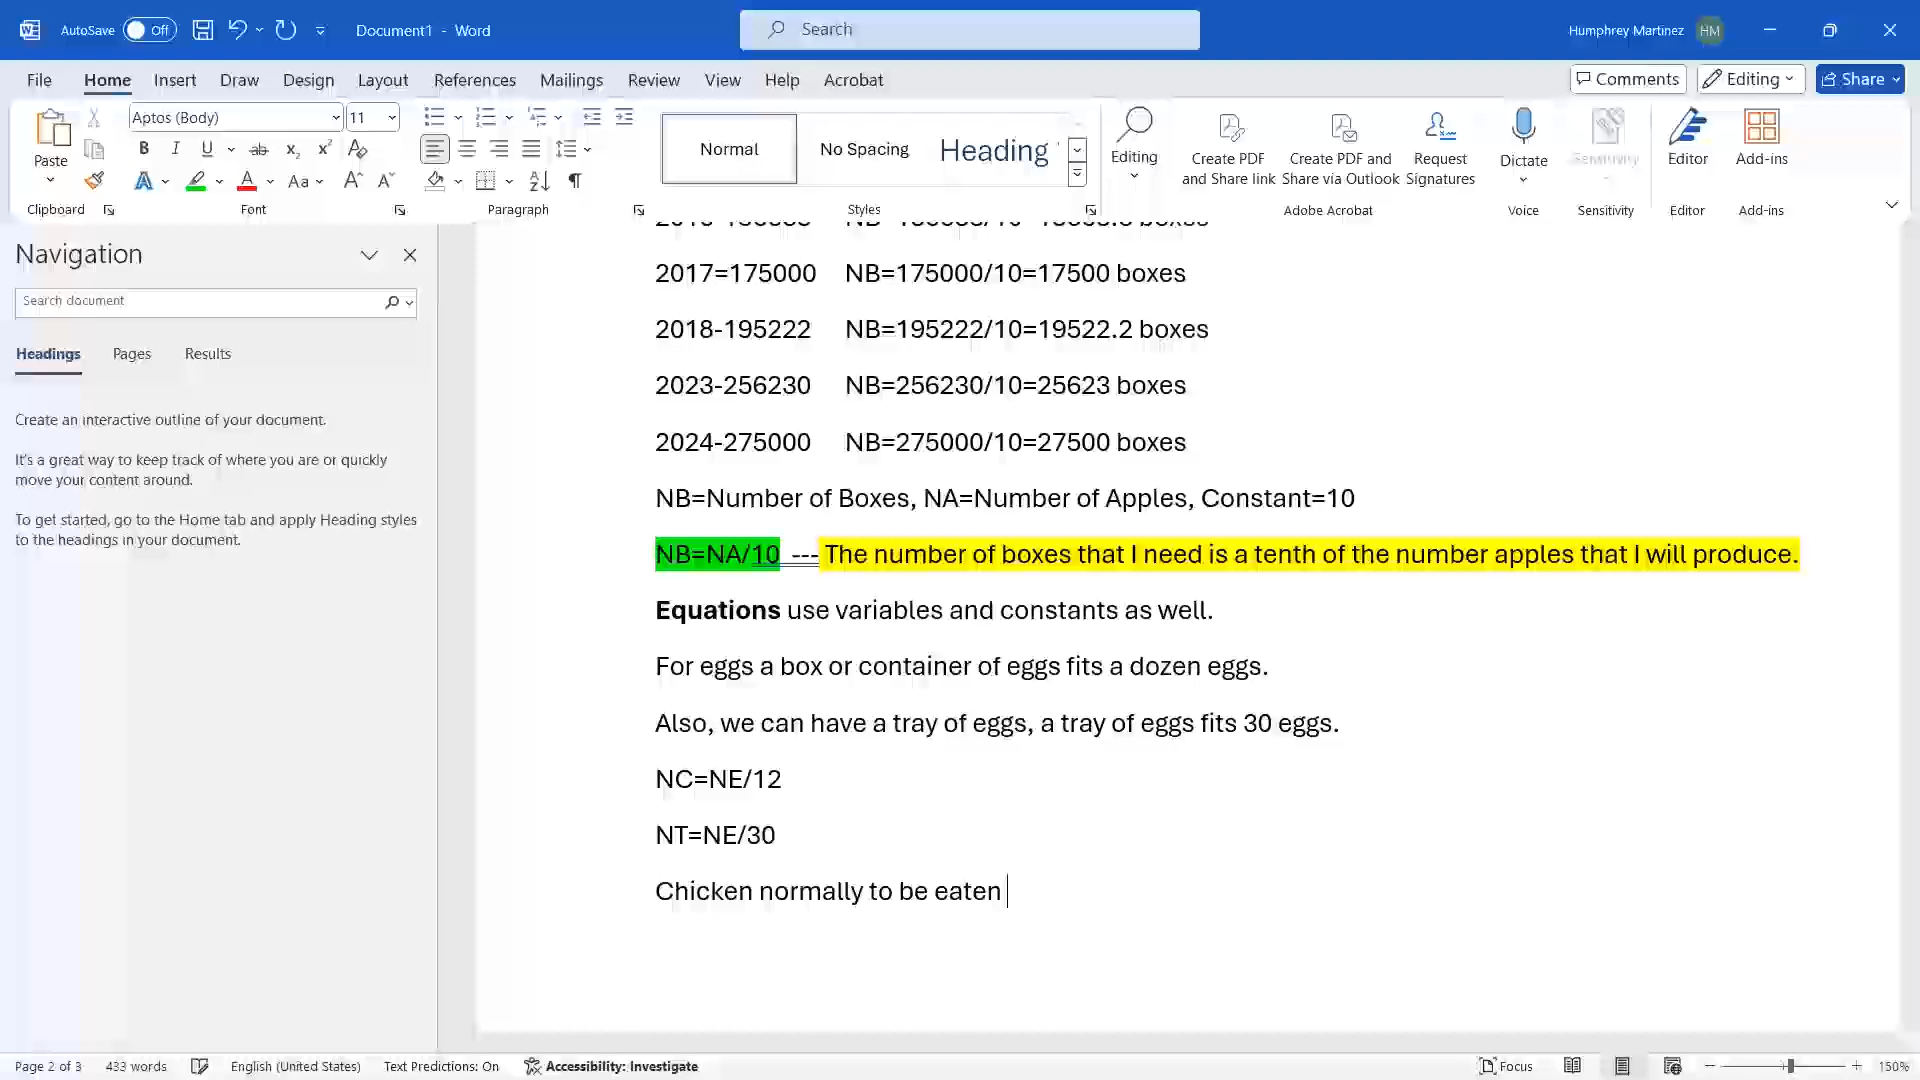 AutoSave Off Document1 - Word Search Humphrey Martinez HM
File Home Insert Draw Design Layout References Mailings Review View Help Acrobat Comments Editing Share
Paste
Clipboard
Aptos (Body) 11
Font
Paragraph
Normal No Spacing Heading
Styles
Editing
Create PDF and Share link
Create PDF and Share via Outlook
Request Signatures
Adobe Acrobat
Dictate
Voice
Sensitivity
Sensitivity
Editor
Editor
Add-ins
Add-ins
Navigation
Search document
Headings Pages Results
Create an interactive outline of your document.
It's a great way to keep track of where you are or quickly
move your content around.
To get started, go to the Home tab and apply Heading styles
to the headings in your document.
2017=175000 NB=175000/10=17500 boxes
2018-195222 NB=195222/10=19522.2 boxes
2023-256230 NB=256230/10=25623 boxes
2024-275000 NB=275000/10=27500 boxes
NB=Number of Boxes, NA=Number of Apples, Constant=10
NB=NA/10 --- The number of boxes that I need is a tenth of the number apples that I will produce.
Equations use variables and constants as well.
For eggs a box or container of eggs fits a dozen eggs.
Also, we can have a tray of eggs, a tray of eggs fits 30 eggs.
NC=NE/12
NT=NE/30
Chicken normally to be eaten
Page 2 of 3 433 words English (United States) Text Predictions: On Accessibility: Investigate Focus 150%